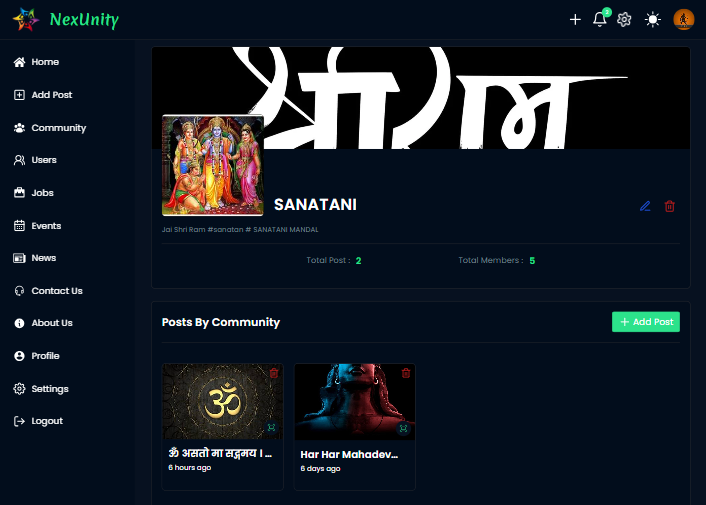 NexUnity
3
Home
Add Post
Community
Users
Jobs
Events
News
Contact Us
About Us
Profile
Settings
Logout
श्रीराम
SANATANI
Jai Shri Ram #sanatan # SANATANI MANDAL
Total Post : 2
Total Members : 5
Posts By Community
+ Add Post
ॐ
ॐ असतो मा सद्गमय । ...
6 hours ago
Har Har Mahadev...
6 days ago